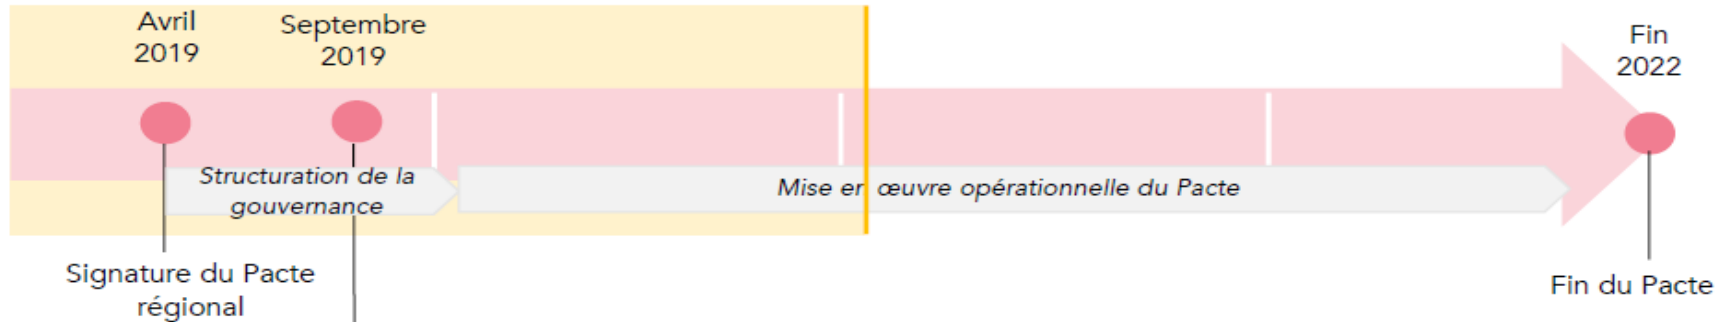 Avril
2019
Septembre
2019
Fin
2022
Structuration de la
gouvernance
Mise en œuvre opérationnelle du Pacte
Signature du Pacte
régional
Fin du Pacte